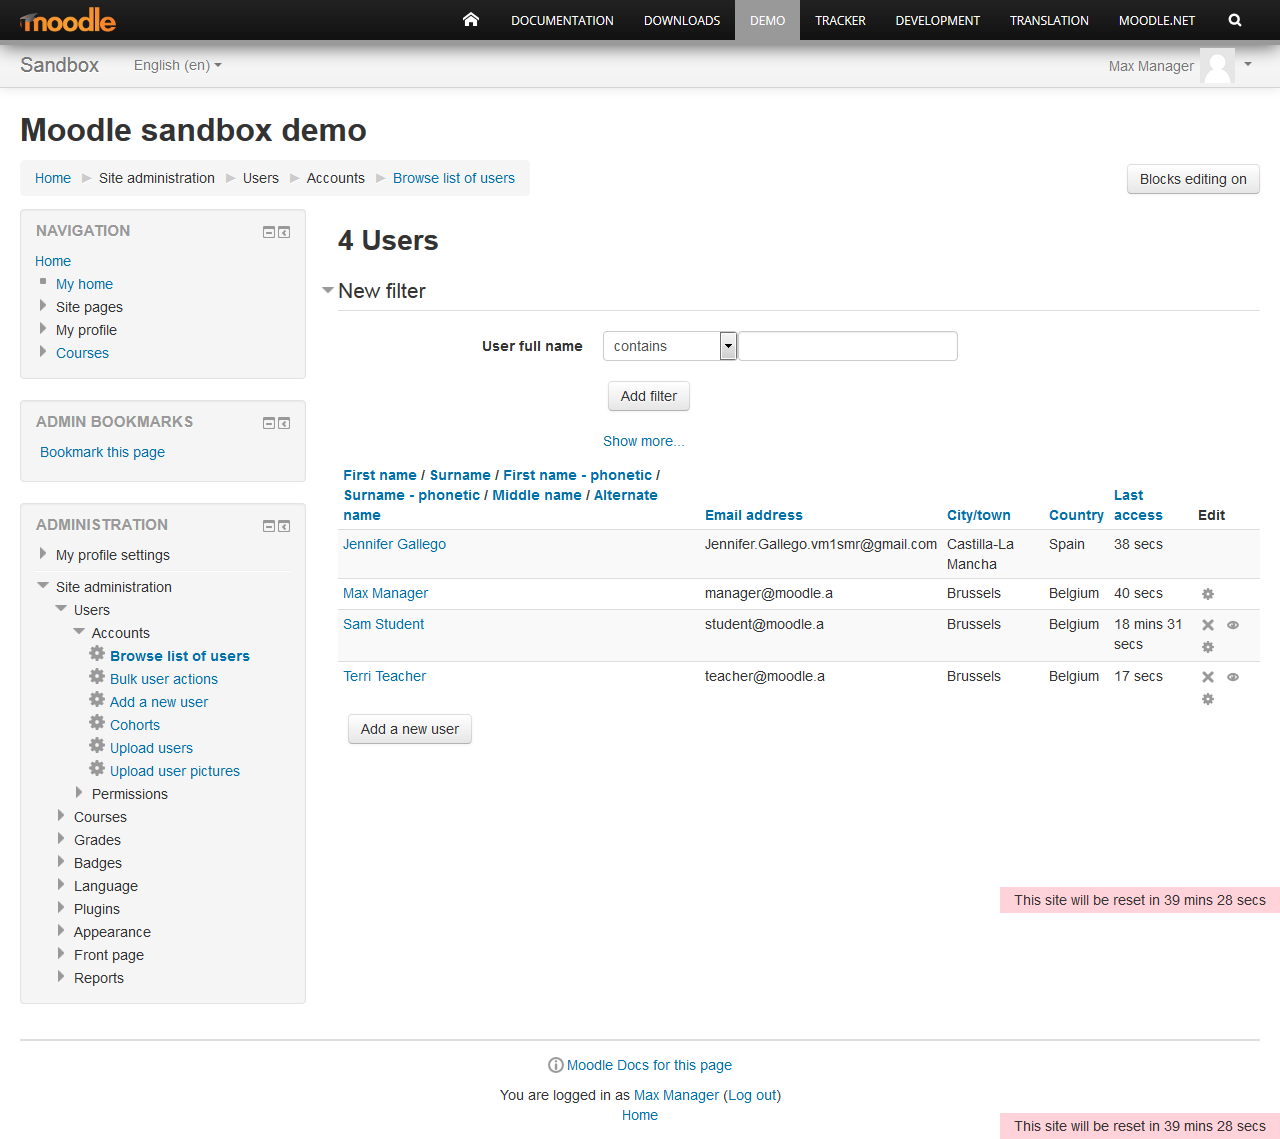 moodle
DOCUMENTATION DOWNLOADS DEMO TRACKER DEVELOPMENT TRANSLATION MOODLE.NET
Sandbox English (en) Max Manager
Moodle sandbox demo
Home Site administration Users Accounts Browse list of users
Blocks editing on
NAVIGATION
Home
My home
Site pages
My profile
Courses
ADMIN BOOKMARKS
Bookmark this page
ADMINISTRATION
My profile settings
Site administration
Users
Accounts
Browse list of users
Bulk user actions
Add a new user
Cohorts
Upload users
Upload user pictures
Permissions
Courses
Grades
Badges
Language
Plugins
Appearance
Front page
Reports
4 Users
New filter
User full name contains
Add filter
Show more...
First name / Surname / First name - phonetic /
Surname - phonetic / Middle name / Alternate
name
Email address
City/town
Country
Last
access
Edit
Jennifer Gallego Jennifer.Gallego.vm1smr@gmail.com Castilla-La Spain 38 secs
Mancha
Max Manager manager@moodle.a Brussels Belgium 40 secs
Sam Student student@moodle.a Brussels Belgium 18 mins 31
secs
Terri Teacher teacher@moodle.a Brussels Belgium 17 secs
Add a new user
This site will be reset in 39 mins 28 secs
Moodle Docs for this page
You are logged in as Max Manager (Log out)
Home
This site will be reset in 39 mins 28 secs